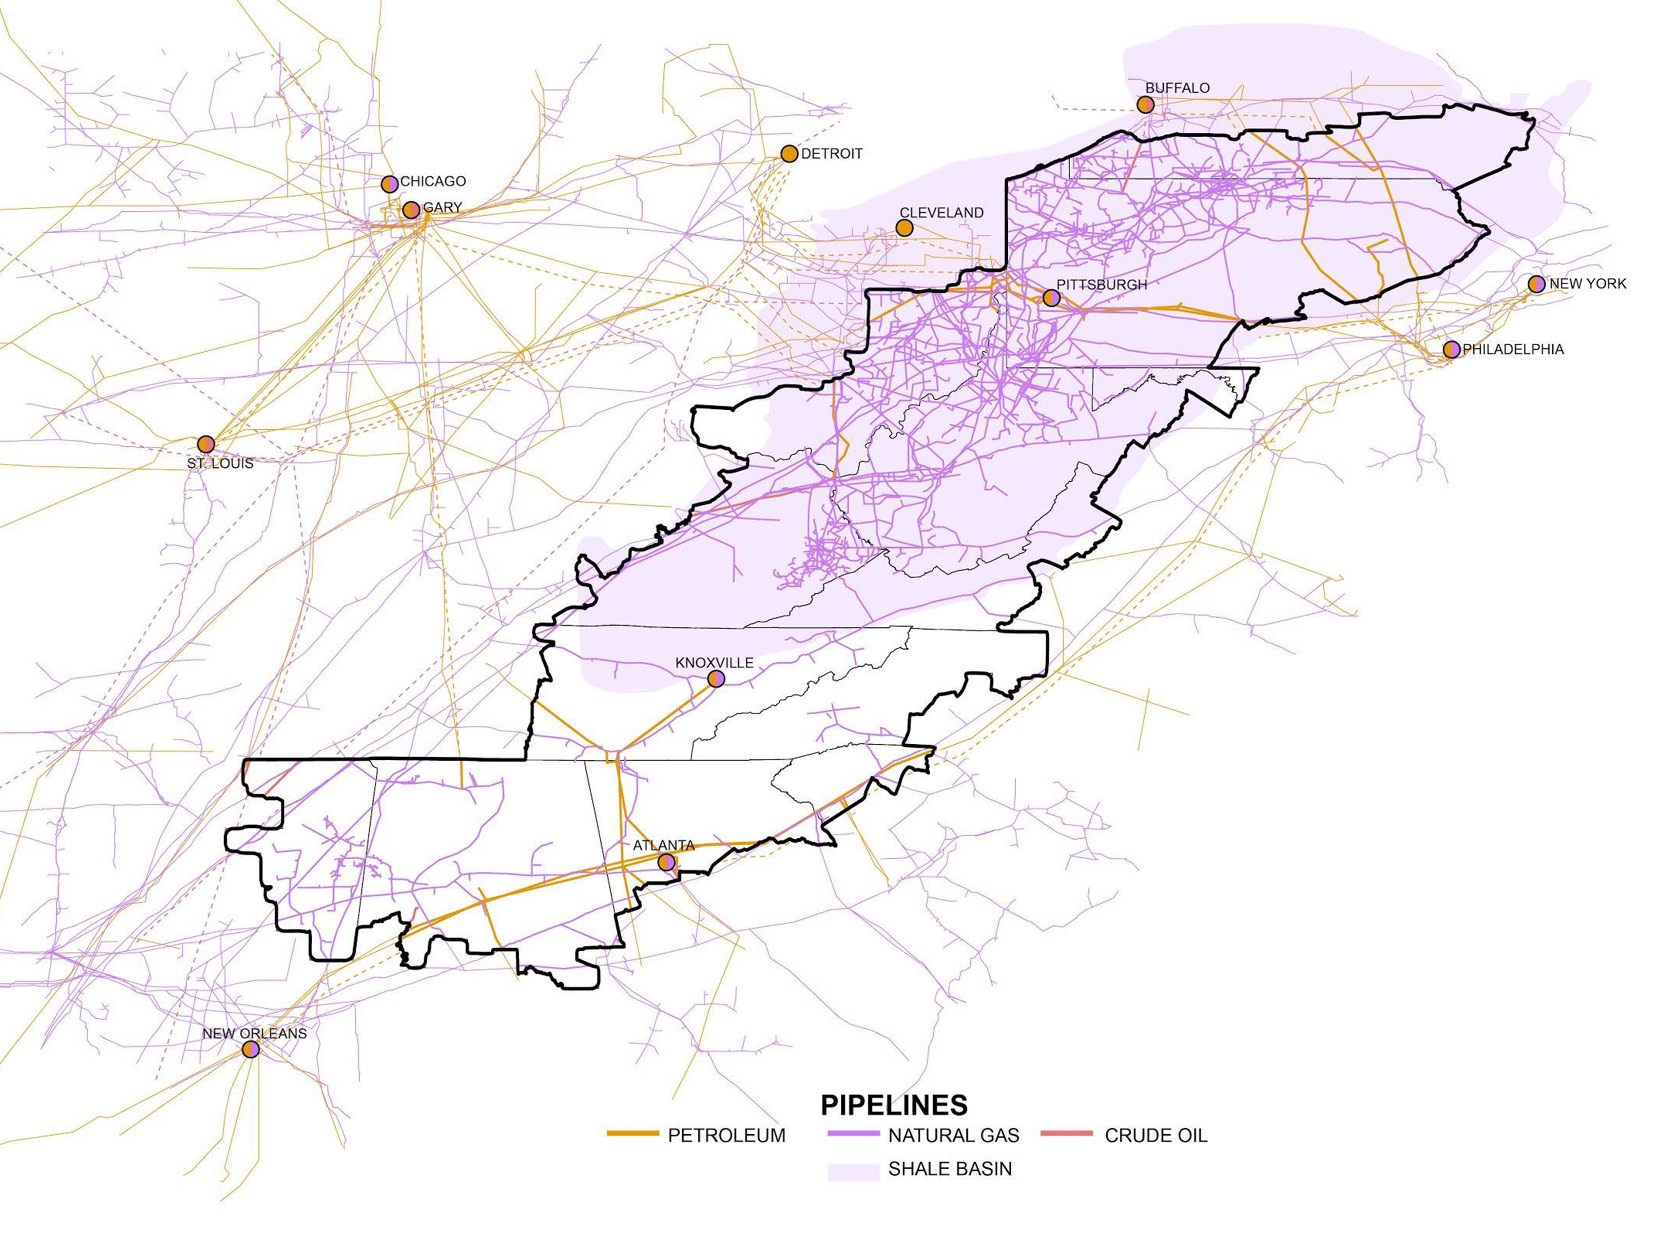 BUFFALO
DETROIT
CHICAGO
GARY
CLEVELAND
PITTSBURGH
NEW YORK
PHILADELPHIA
ST. LOUIS
KNOXVILLE
ATLANTA
NEW ORLEANS
PIPELINES
PETROLEUM NATURAL GAS CRUDE OIL
SHALE BASIN